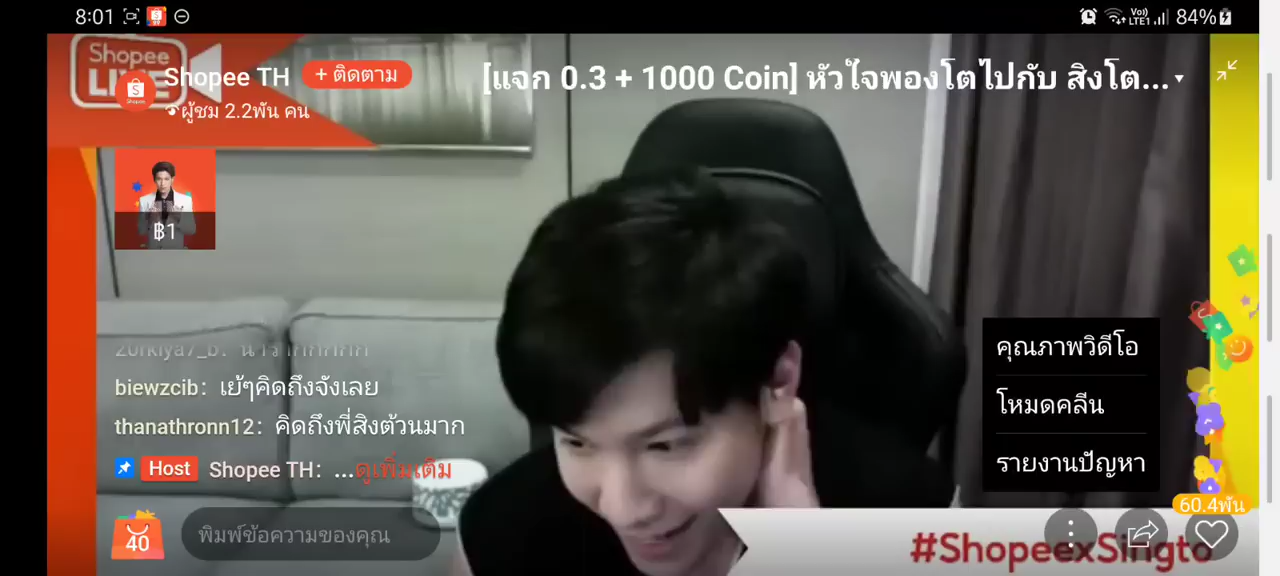 8:01
Vo))
LTE1
84%
Shopee
LIVE
Shopee TH
+ ติดตาม
[แจก 0.3 + 1000 Coin] หัวใจพองโตไปกับ สิงโต...
ผู้ชม 2.2พัน คน
฿1
biewzcib: เย้ๆคิดถึงจังเลย
thanathronn12: คิดถึงพี่สิงต้วนมาก
Host Shopee TH: ...ดูเพิ่มเติม
40
พิมพ์ข้อความของคุณ
คุณภาพวิดีโอ
โหมดคลีน
รายงานปัญหา
60.4พัน
#ShopeexSingto